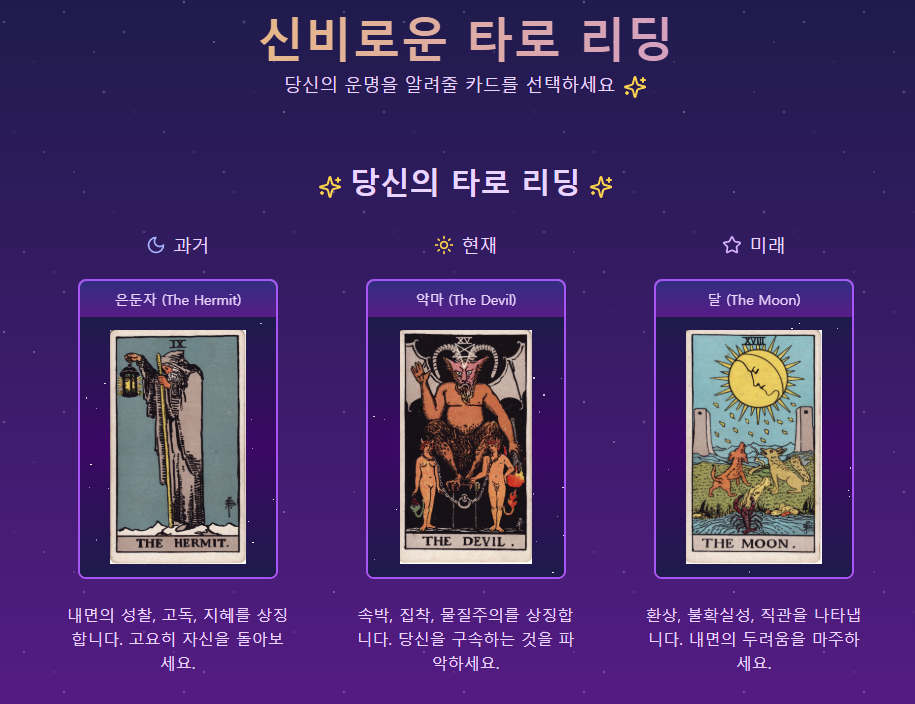 신비로운 타로 리딩
당신의 운명을 알려줄 카드를 선택하세요
당신의 타로 리딩
과거
현재
미래
은둔자 (The Hermit)
악마 (The Devil)
달 (The Moon)
IX
THE HERMIT.
XV
THE DEVIL.
XVIII
THE MOON.
내면의 성찰, 고독, 지혜를 상징
합니다. 고요히 자신을 돌아보
세요.
속박, 집착, 물질주의를 상징합
니다. 당신을 구속하는 것을 파
악하세요.
환상, 불확실성, 직관을 나타냅
니다. 내면의 두려움을 마주하
세요.